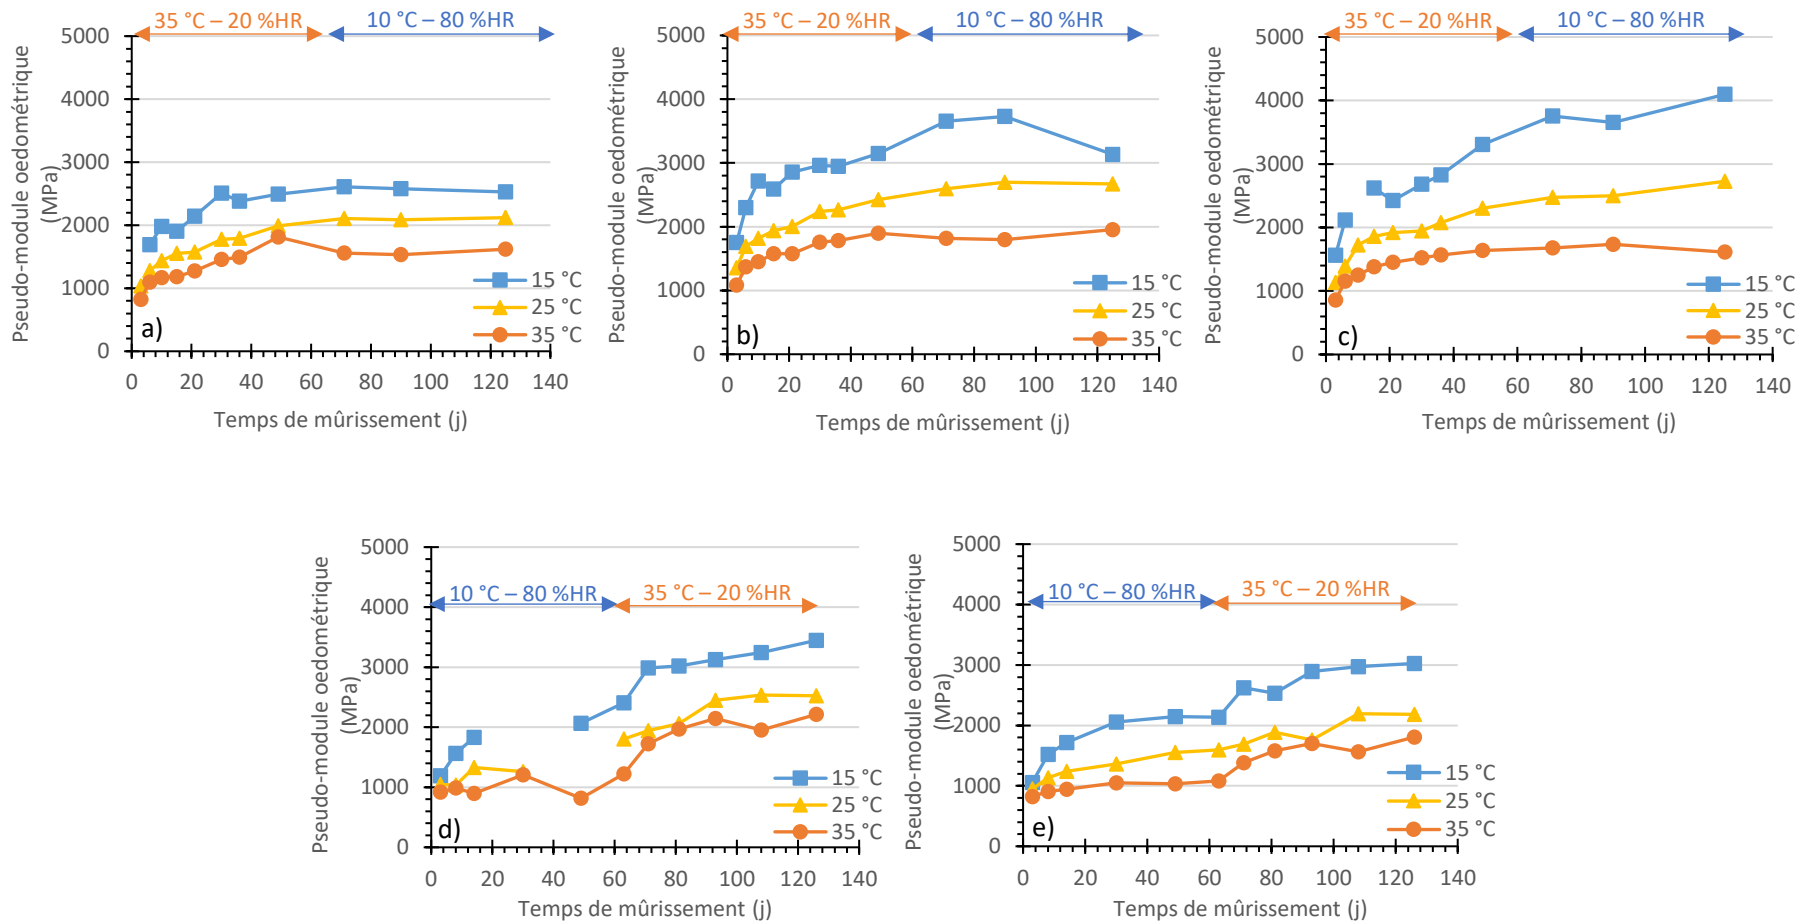 35 °C – 20 %HR
10 °C – 80 %HR
Pseudo-module oedométrique
(MPa)
5000
4000
3000
2000
1000
0
a)
15 °C
25 °C
35 °C
0 20 40 60 80 100 120 140
Temps de mûrissement (j)
35 °C – 20 %HR
10 °C – 80 %HR
Pseudo-module oedométrique
(MPa)
5000
4000
3000
2000
1000
0
b)
15 °C
25 °C
35 °C
0 20 40 60 80 100 120 140
Temps de mûrissement (j)
35 °C – 20 %HR
10 °C – 80 %HR
Pseudo-module oedométrique
(MPa)
5000
4000
3000
2000
1000
0
c)
15 °C
25 °C
35 °C
0 20 40 60 80 100 120 140
Temps de mûrissement (j)
10 °C – 80 %HR
35 °C – 20 %HR
Pseudo-module oedométrique
(MPa)
5000
4000
3000
2000
1000
0
d)
15 °C
25 °C
35 °C
0 20 40 60 80 100 120 140
Temps de mûrissement (j)
10 °C – 80 %HR
35 °C – 20 %HR
Pseudo-module oedométrique
(MPa)
5000
4000
3000
2000
1000
0
e)
15 °C
25 °C
35 °C
0 20 40 60 80 100 120 140
Temps de mûrissement (j)